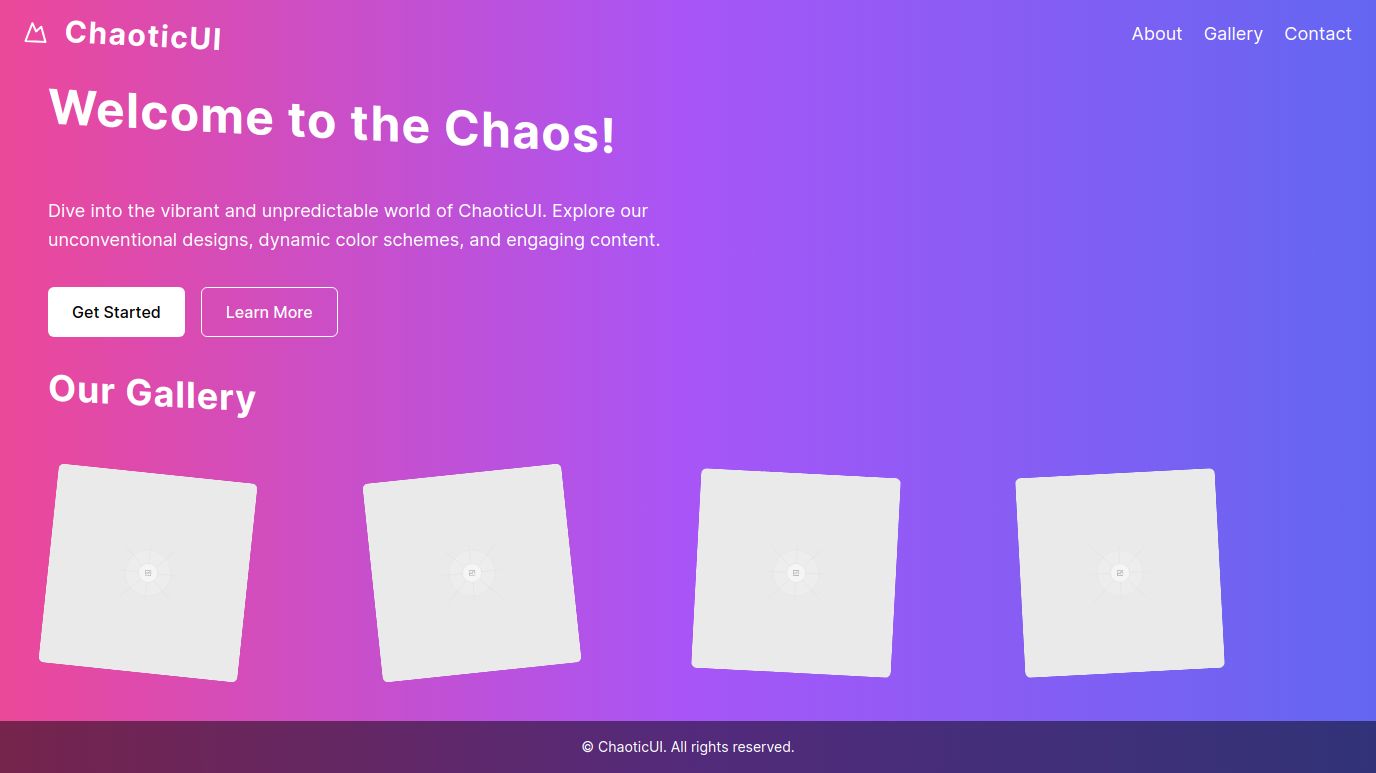 ChaoticUI
About Gallery Contact
Welcome to the Chaos!
Dive into the vibrant and unpredictable world of ChaoticUI. Explore our
unconventional designs, dynamic color schemes, and engaging content.
Get Started Learn More
Our Gallery
© ChaoticUI. All rights reserved.